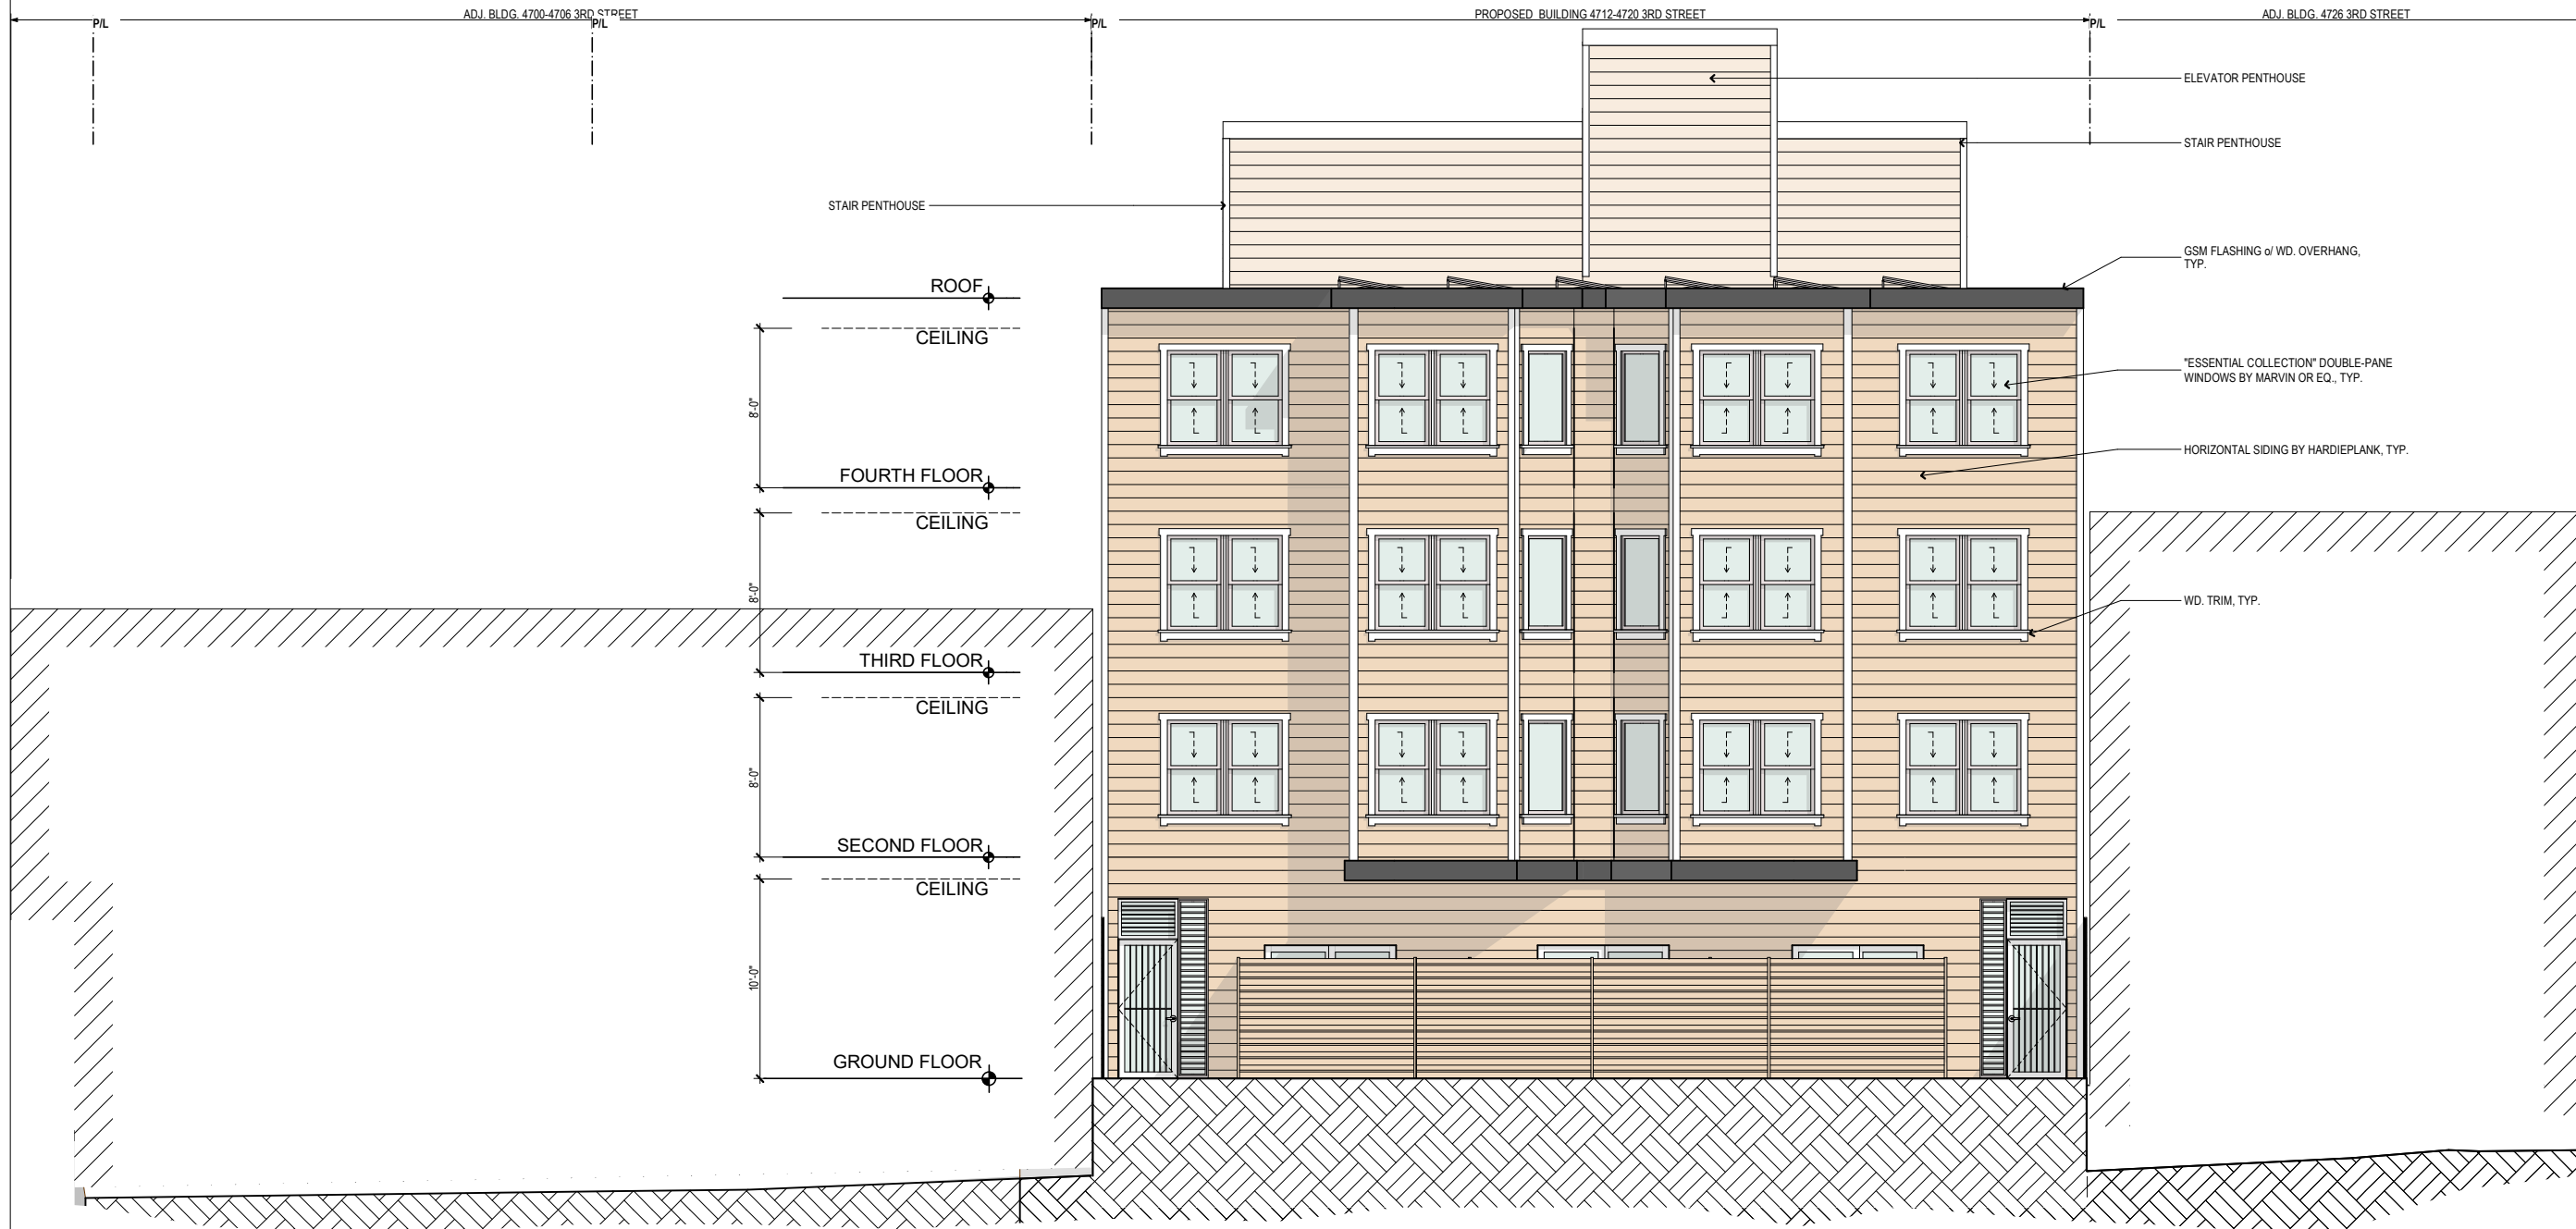 ADJ. BLDG. 4700-4706 3RD STREET
PROPOSED BUILDING 4712-4720 3RD STREET
ADJ. BLDG. 4726 3RD STREET
P/L
P/L
P/L
P/L
ELEVATOR PENTHOUSE
STAIR PENTHOUSE
STAIR PENTHOUSE
GSM FLASHING o/ WD. OVERHANG,
TYP.
ROOF
CEILING
"ESSENTIAL COLLECTION" DOUBLE-PANE
WINDOWS BY MARVIN OR EQ., TYP.
8'-0"
HORIZONTAL SIDING BY HARDIEPLANK, TYP.
FOURTH FLOOR
CEILING
8'-0"
WD. TRIM, TYP.
THIRD FLOOR
CEILING
8'-0"
SECOND FLOOR
CEILING
10'-0"
GROUND FLOOR